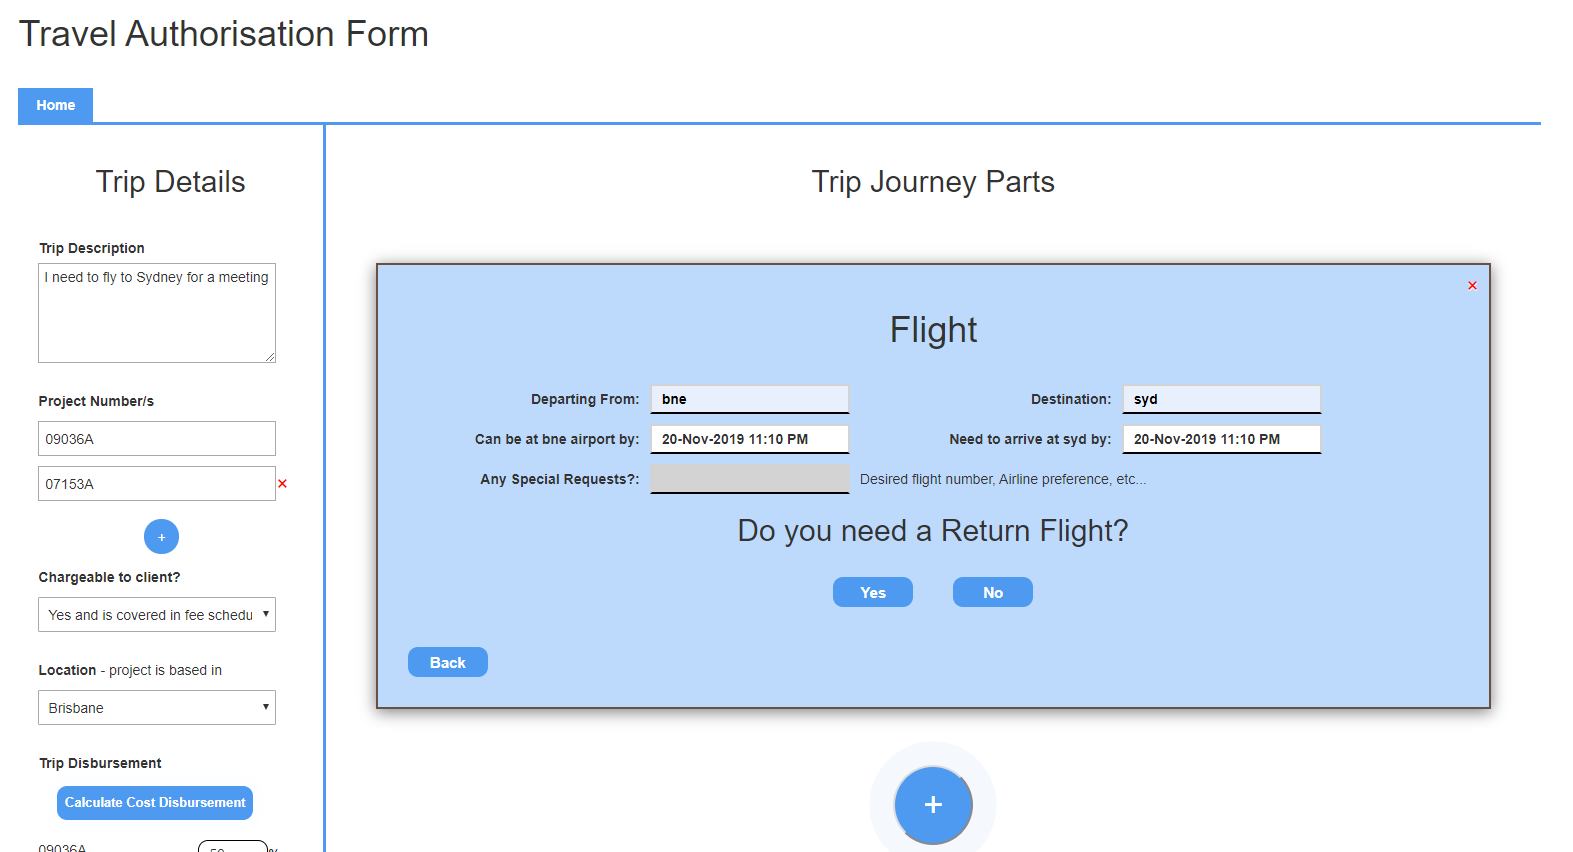 Travel Authorisation Form
Home
Trip Details
Trip Description
I need to fly to Sydney for a meeting
Project Number/s
09036A
07153A
×
+
Chargeable to client?
Yes and is covered in fee schedu
Location - project is based in
Brisbane
Trip Disbursement
Calculate Cost Disbursement
09036A 50 %
Trip Journey Parts
×
Flight
Departing From: bne Destination: syd
Can be at bne airport by: 20-Nov-2019 11:10 PM Need to arrive at syd by: 20-Nov-2019 11:10 PM
Any Special Requests?: Desired flight number, Airline preference, etc...
Do you need a Return Flight?
Yes No
Back
+